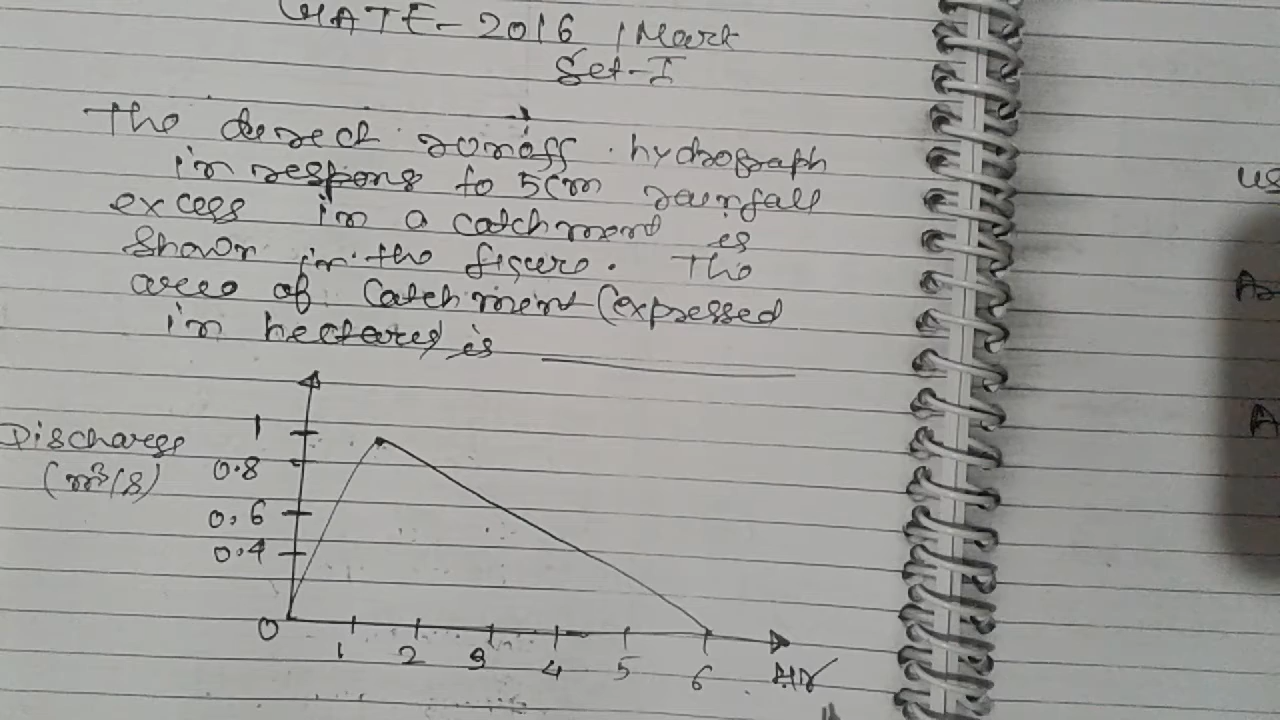 GATE-2016 1Mark
Set-I
The direct runoff hydrograph
in respons to 5cm rainfall
excess in a catchment is
shown in the figure. The
area of catchment (expressed
in hectares) is
Discharge
(m³/s)
1
0.8
0.6
0.4
0
1 2 3 4 5 6 Hr
us
A